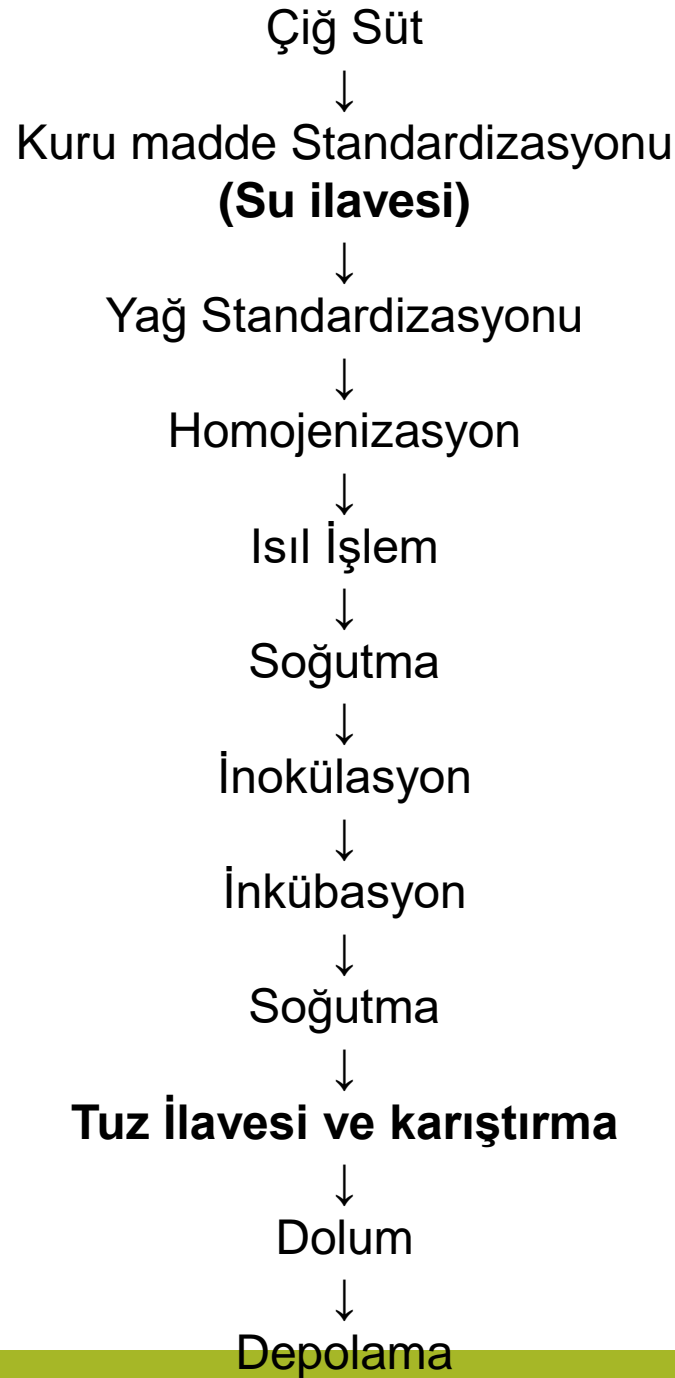 Çiğ Süt
↓
Kuru madde Standardizasyonu
(Su ilavesi)
↓
Yağ Standardizasyonu
↓
Homojenizasyon
↓
Isıl İşlem
↓
Soğutma
↓
İnokülasyon
↓
İnkübasyon
↓
Soğutma
↓
Tuz İlavesi ve karıştırma
↓
Dolum
↓
Depolama